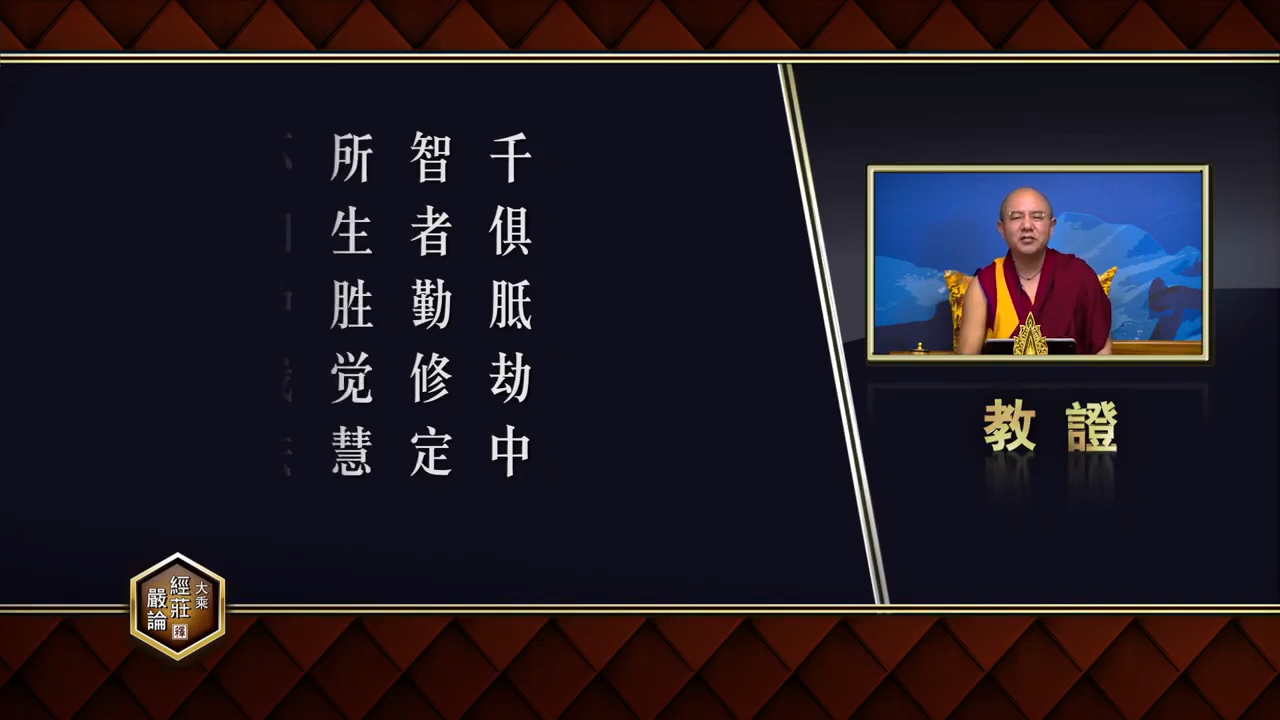 千俱胝劫中
智者勤修定
所生胜觉慧
教證
大乘
經莊
嚴論